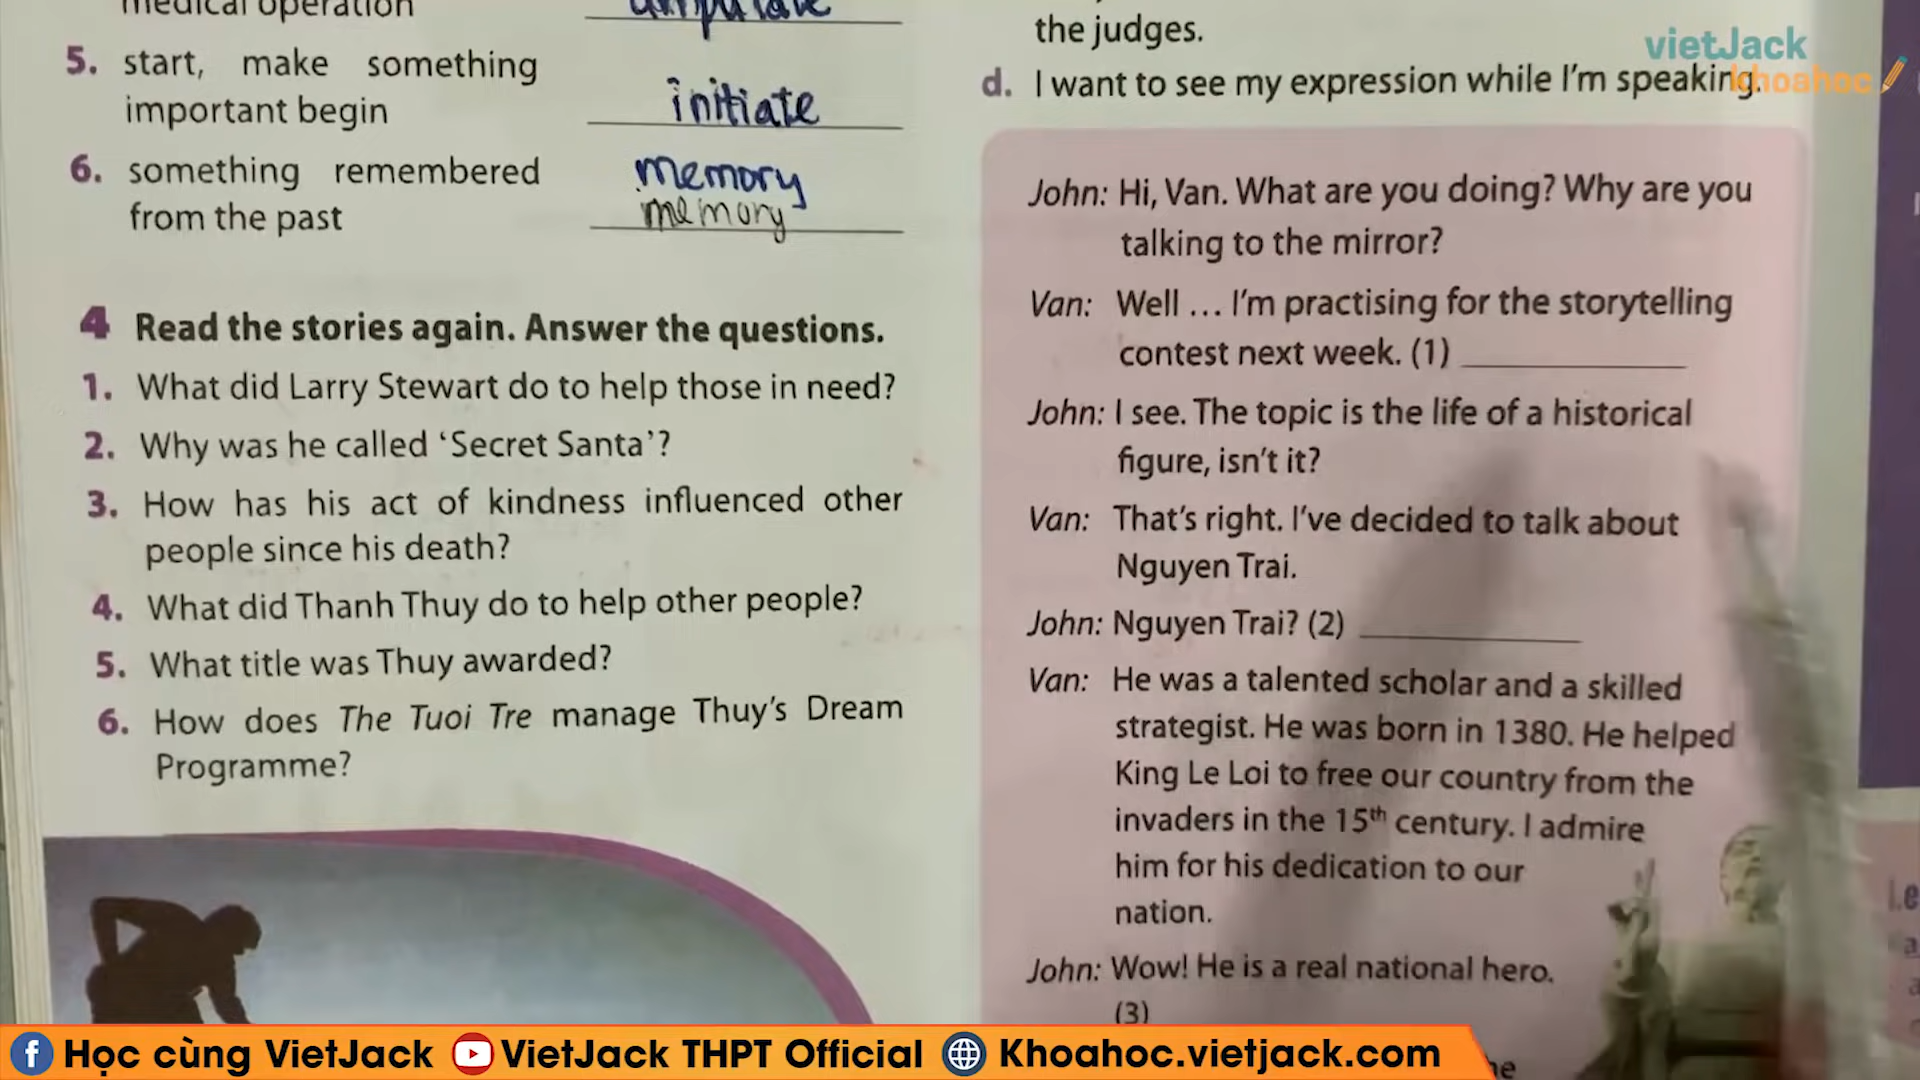 medical operation
amputate
5. start, make something
important begin
initiate
6. something remembered
from the past
memory
memory
4 Read the stories again. Answer the questions.
1. What did Larry Stewart do to help those in need?
2. Why was he called ‘Secret Santa’?
3. How has his act of kindness influenced other
people since his death?
4. What did Thanh Thuy do to help other people?
5. What title was Thuy awarded?
6. How does The Tuoi Tre manage Thuy’s Dream
Programme?
the judges.
d. I want to see my expression while I’m speaking.
vietJack
khoahoc
John: Hi, Van. What are you doing? Why are you
talking to the mirror?
Van: Well … I’m practising for the storytelling
contest next week. (1)
John: I see. The topic is the life of a historical
figure, isn’t it?
Van: That’s right. I’ve decided to talk about
Nguyen Trai.
John: Nguyen Trai? (2)
Van: He was a talented scholar and a skilled
strategist. He was born in 1380. He helped
King Le Loi to free our country from the
invaders in the 15th century. I admire
him for his dedication to our
nation.
John: Wow! He is a real national hero.
(3)
Học cùng VietJack VietJack THPT Official Khoahoc.vietjack.com